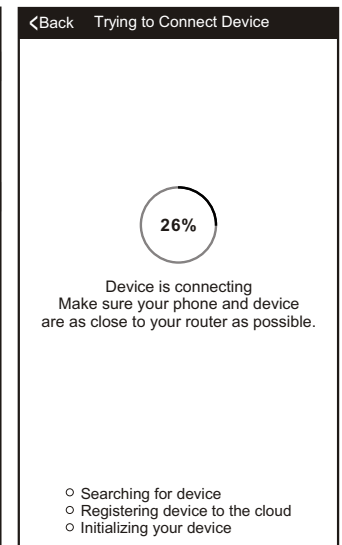 Back Trying to Connect Device
26%
Device is connecting
Make sure your phone and device
are as close to your router as possible.
Searching for device
Registering device to the cloud
Initializing your device